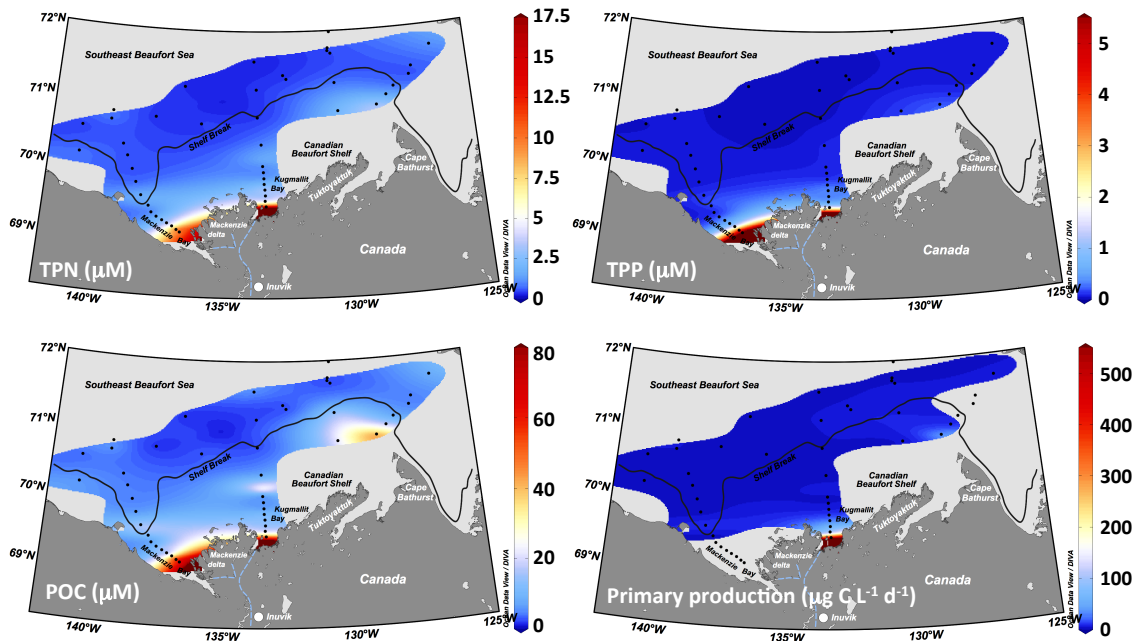 72°N
71°N
70°N
69°N
140°W
135°W
130°W
125°W
Southeast Beaufort Sea
Shelf Break
Canadian
Beaufort Shelf
Cape
Bathurst
Tuktoyaktuk
Kugmallit
Bay
Mackenzie Bay
Mackenzie
delta
Canada
Inuvik
TPN (μM)
17.5
15
12.5
10
7.5
5
2.5
0
Ocean Data View / DIVA
72°N
71°N
70°N
69°N
140°W
135°W
130°W
125°W
Southeast Beaufort Sea
Shelf Break
Canadian
Beaufort Shelf
Cape
Bathurst
Tuktoyaktuk
Kugmallit
Bay
Mackenzie Bay
Mackenzie
delta
Canada
Inuvik
TPP (μM)
5
4
3
2
1
0
Ocean Data View / DIVA
72°N
71°N
70°N
69°N
140°W
135°W
130°W
125°W
Southeast Beaufort Sea
Shelf Break
Canadian
Beaufort Shelf
Cape
Bathurst
Tuktoyaktuk
Kugmallit
Bay
Mackenzie Bay
Mackenzie
delta
Canada
Inuvik
POC (μM)
80
60
40
20
0
Ocean Data View / DIVA
72°N
71°N
70°N
69°N
140°W
135°W
130°W
125°W
Southeast Beaufort Sea
Shelf Break
Canadian
Beaufort Shelf
Cape
Bathurst
Tuktoyaktuk
Kugmallit
Bay
Mackenzie Bay
Mackenzie
delta
Canada
Inuvik
Primary production (μg C L⁻¹ d⁻¹)
500
400
300
200
100
0
Ocean Data View / DIVA